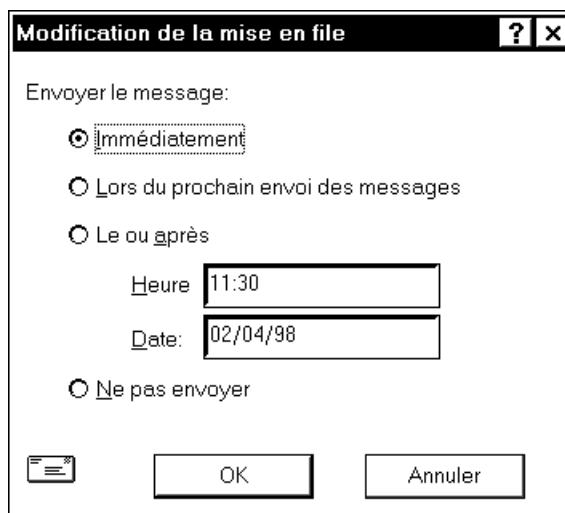 Modification de la mise en file
Envoyer le message:
Immédiatement
Lors du prochain envoi des messages
Le ou après
Heure 11:30
Date: 02/04/98
Ne pas envoyer
OK Annuler